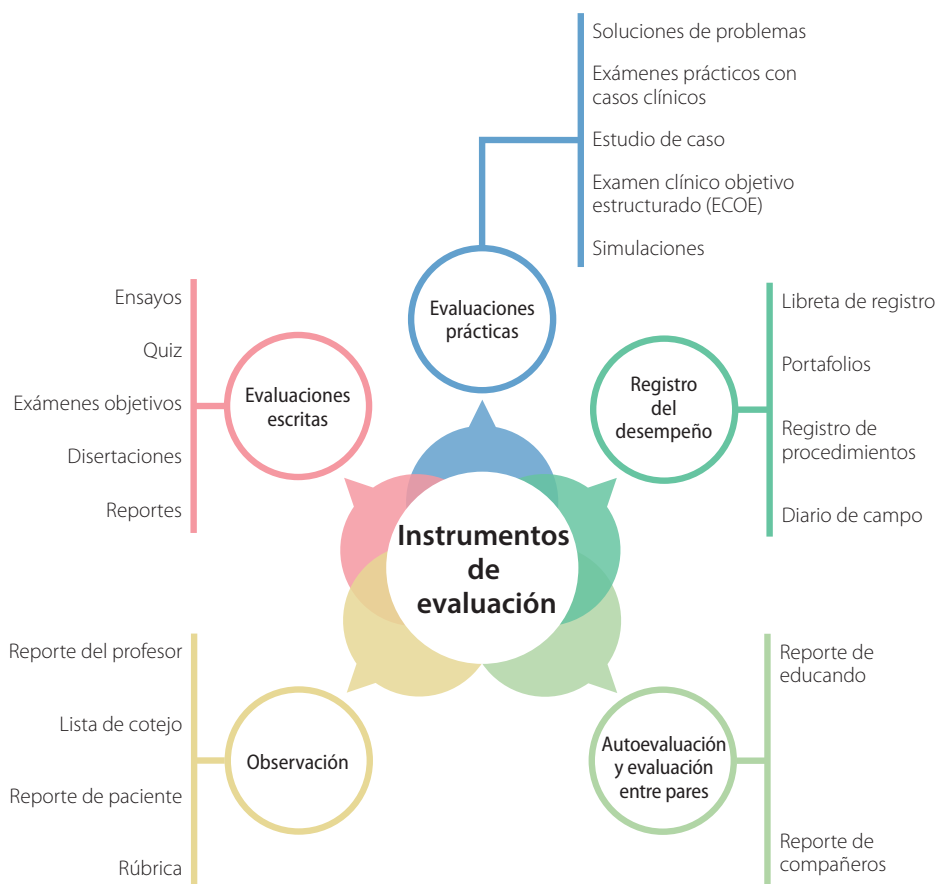 Soluciones de problemas
Exámenes prácticos con
casos clínicos
Estudio de caso
Examen clínico objetivo
estructurado (ECOE)
Simulaciones
Evaluaciones
prácticas
Ensayos
Quiz
Exámenes objetivos
Disertaciones
Reportes
Evaluaciones
escritas
Registro
del
desempeño
Libreta de registro
Portafolios
Registro de
procedimientos
Diario de campo
Instrumentos
de
evaluación
Reporte del profesor
Lista de cotejo
Reporte de paciente
Rúbrica
Observación
Autoevaluación
y evaluación
entre pares
Reporte de
educando
Reporte de
compañeros